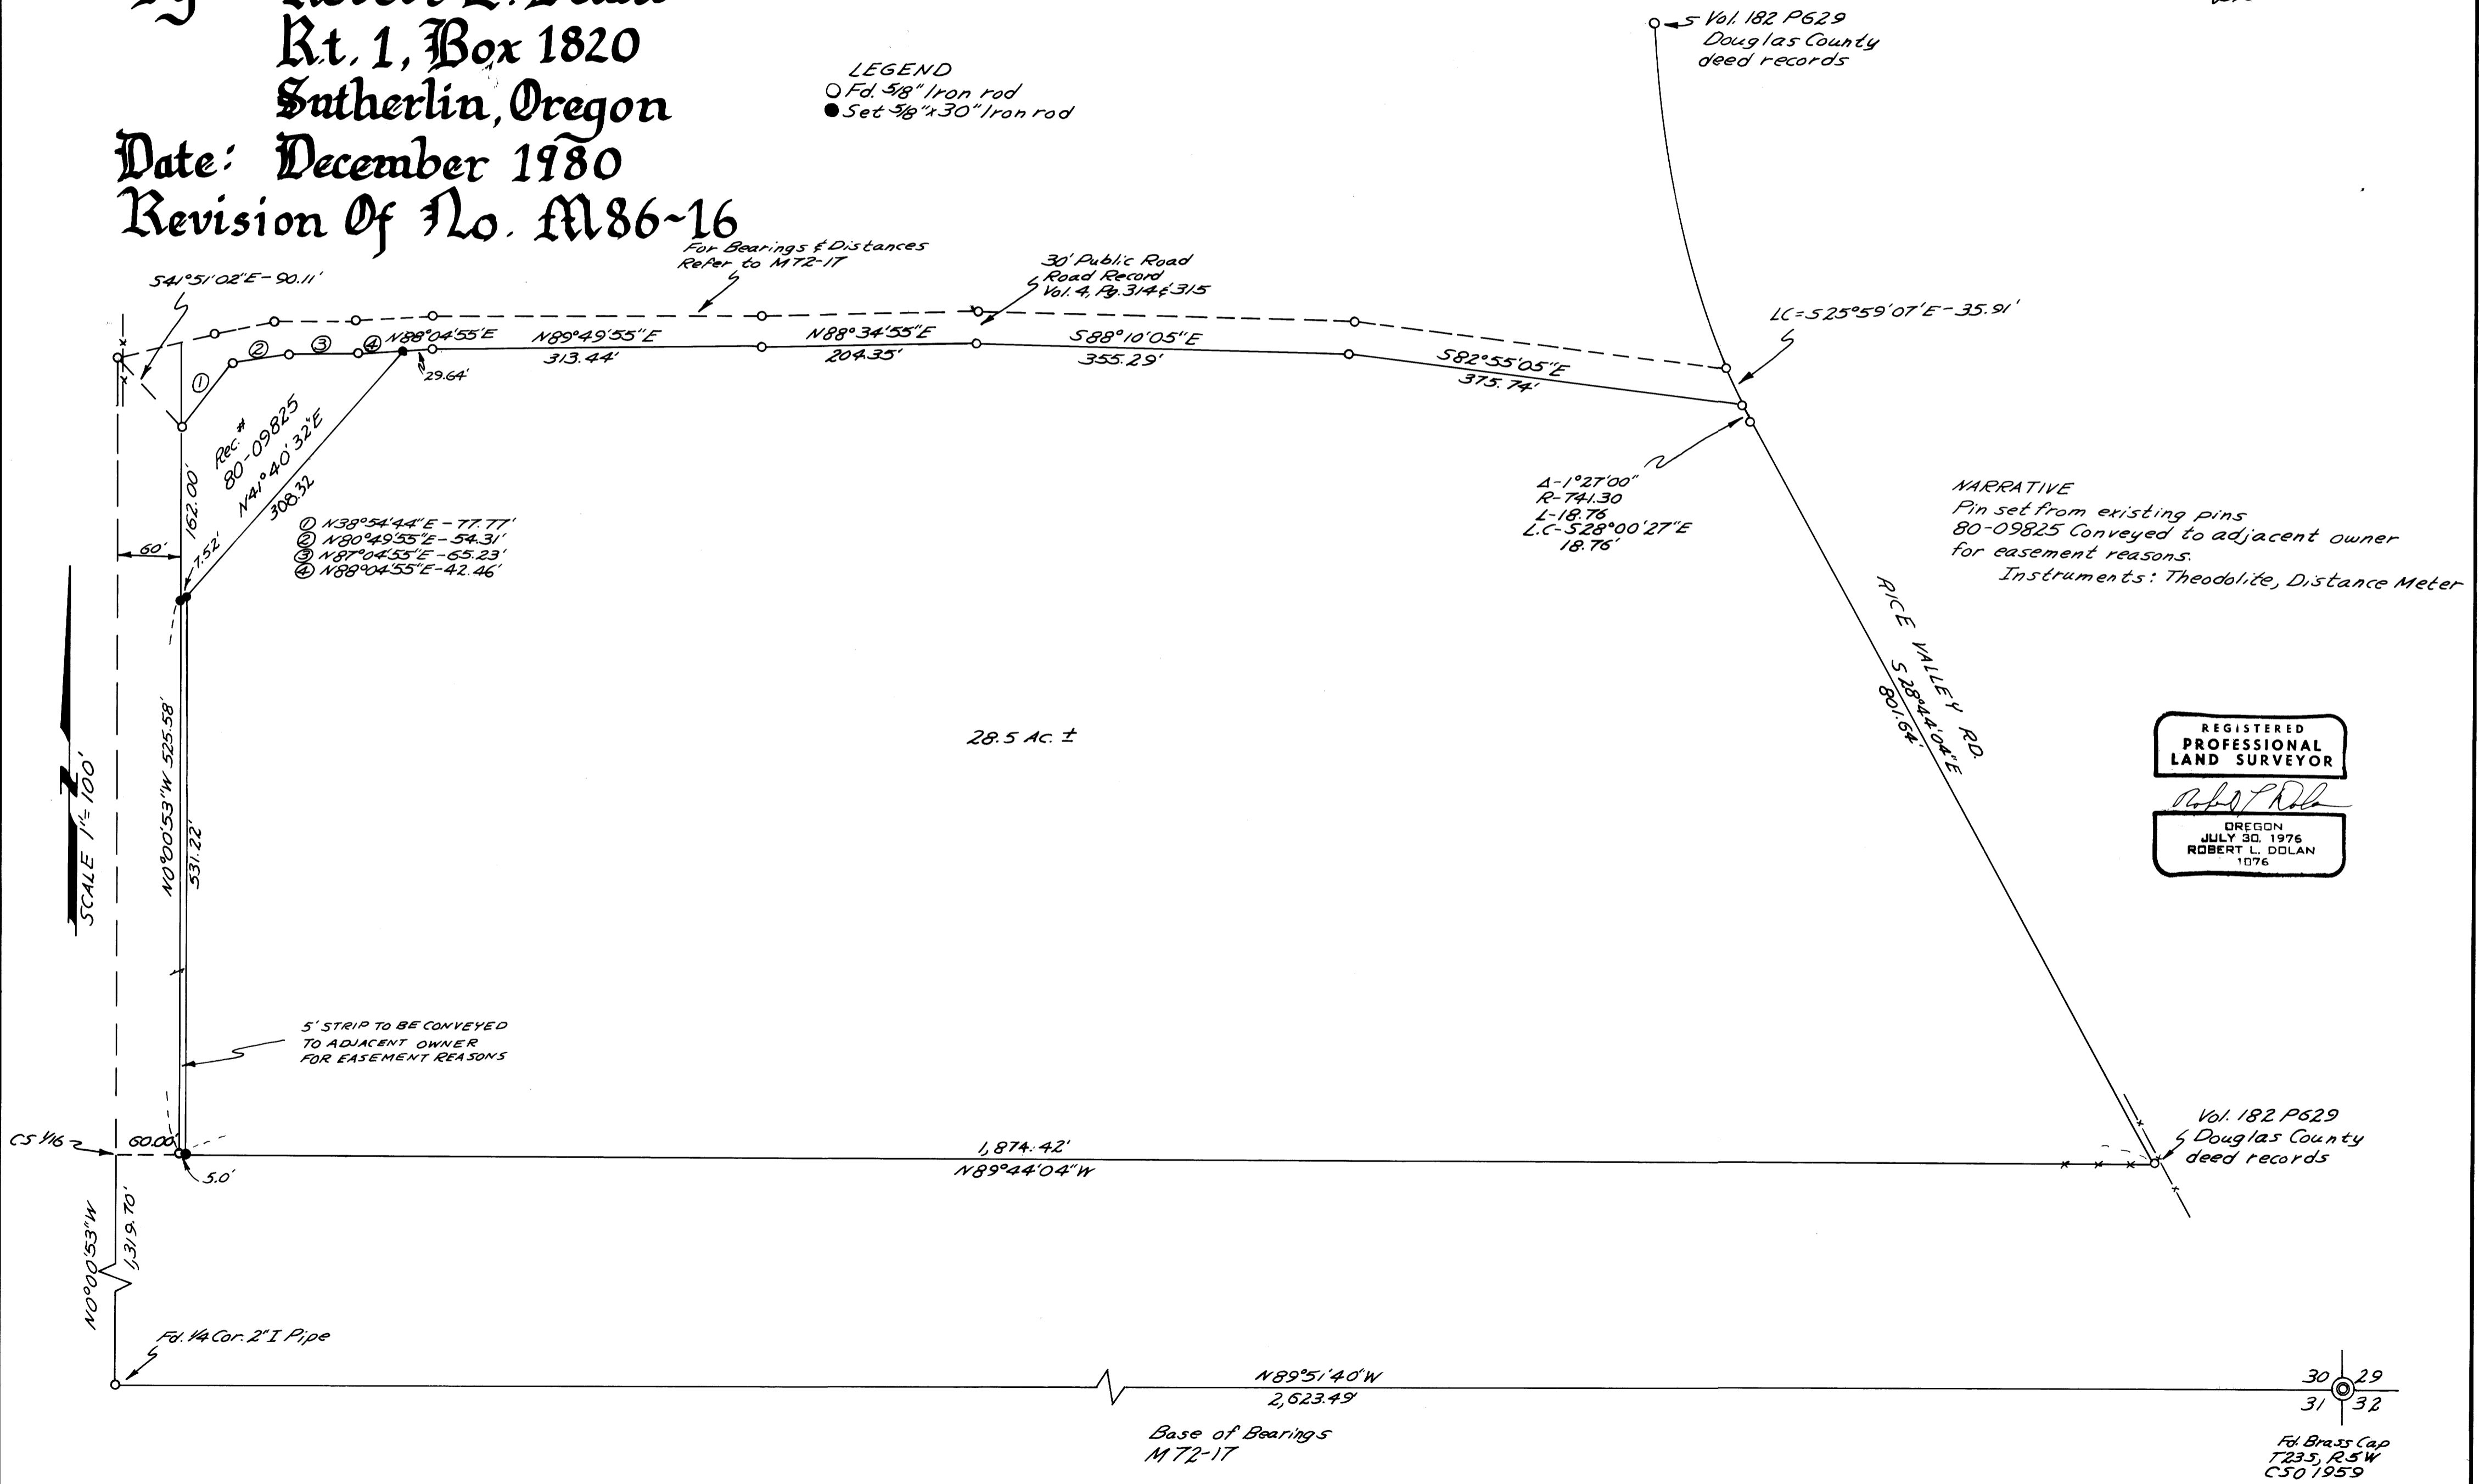 Rt. 1, Box 1820
Sutherlin, Oregon
Date: December 1980
Revision Of No. M86~16
LEGEND
Fd. 5/8" Iron rod
Set 5/8"x30" Iron rod
Vol. 182 P629
Douglas County
deed records
S41°51'02"E-90.11'
For Bearings & Distances
Refer to M72-17
30' Public Road
Road Record
Vol. 4, Pg. 314 & 315
LC=S25°59'07"E-35.91'
① ② ③ ④ N88°04'55"E
29.64'
N89°49'55"E
313.44'
N88°34'55"E
204.35'
S88°10'05"E
355.29'
S82°55'05"E
375.74'
Rec.#
80-09825
N41°40'32"E
308.32
162.00'
60'
7.52'
① N38°54'44"E-77.77'
② N80°49'55"E-54.31'
③ N87°04'55"E-65.23'
④ N88°04'55"E-42.46'
Δ-1°27'00"
R-741.30
L-18.76
L.C-S28°00'27"E
18.76'
NARRATIVE
Pin set from existing pins
80-09825 Conveyed to adjacent owner
for easement reasons.
Instruments: Theodolite, Distance Meter
RICE VALLEY RD.
S28°44'04"E
801.64'
28.5 Ac. ±
N
SCALE 1"=100'
N0°00'53"W 525.58'
531.22'
REGISTERED
PROFESSIONAL
LAND SURVEYOR
OREGON
JULY 30, 1976
ROBERT L. DOLAN
1076
5' STRIP TO BE CONVEYED
TO ADJACENT OWNER
FOR EASEMENT REASONS
CS 1/16
60.00'
5.0'
1,874.42'
N89°44'04"W
Vol. 182 P629
Douglas County
deed records
N0°00'53"W
1,319.70'
Fd. 1/4 Cor. 2" I Pipe
N89°51'40"W
2,623.49'
Base of Bearings
M72-17
30 29
31 32
Fd. Brass Cap
T23S, R5W
CSO 1959